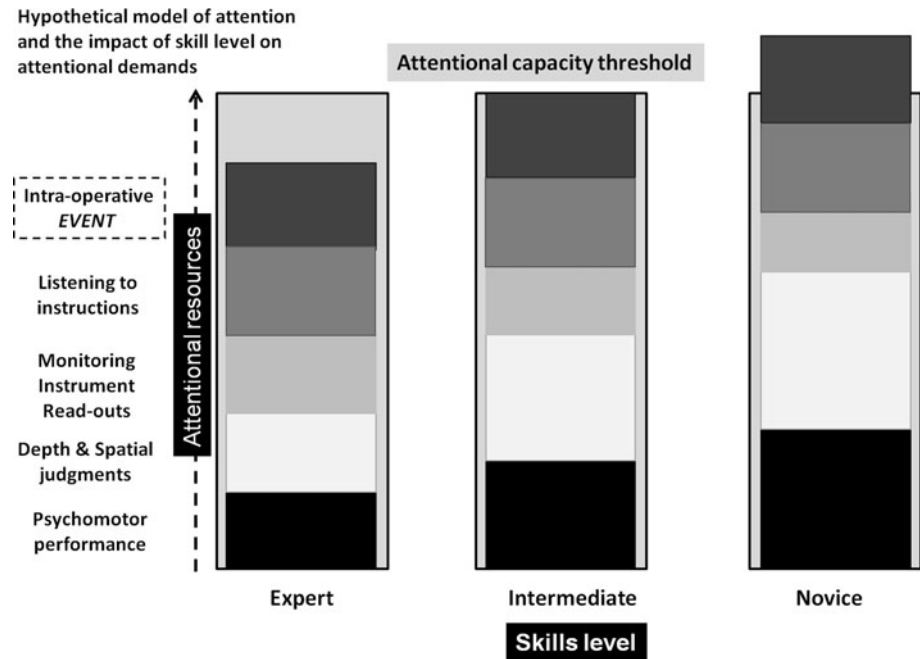 Hypothetical model of attention
and the impact of skill level on
attentional demands
Attentional capacity threshold
Intra-operative
EVENT
Listening to
instructions
Monitoring
Instrument
Read-outs
Depth & Spatial
judgments
Psychomotor
performance
Attentional resources
Expert
Intermediate
Novice
Skills level